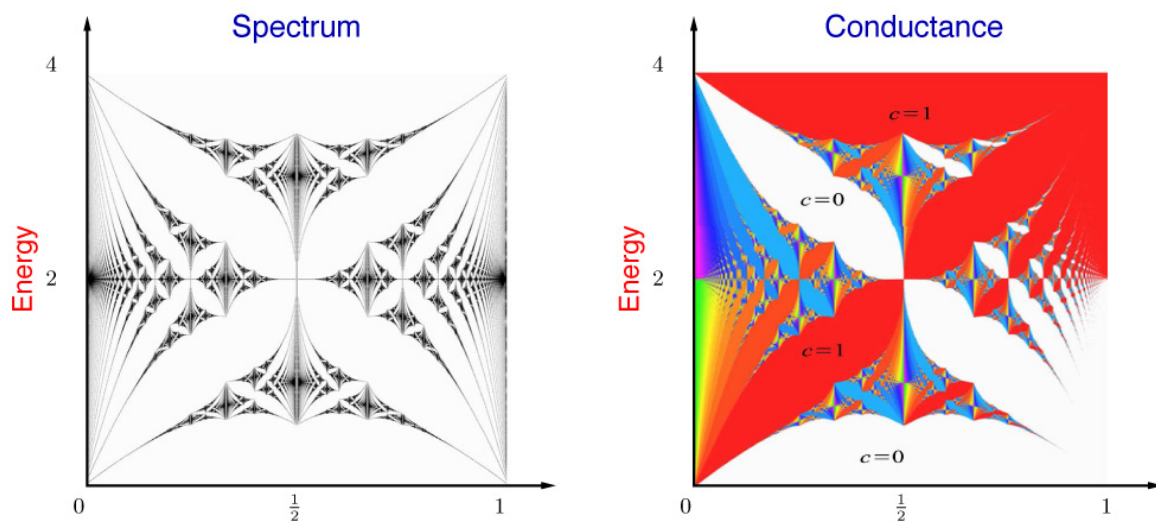 Spectrum
4
Energy
2
0
1/2
1
Conductance
4
Energy
2
0
1/2
1
c=1
c=0
c=1
c=0